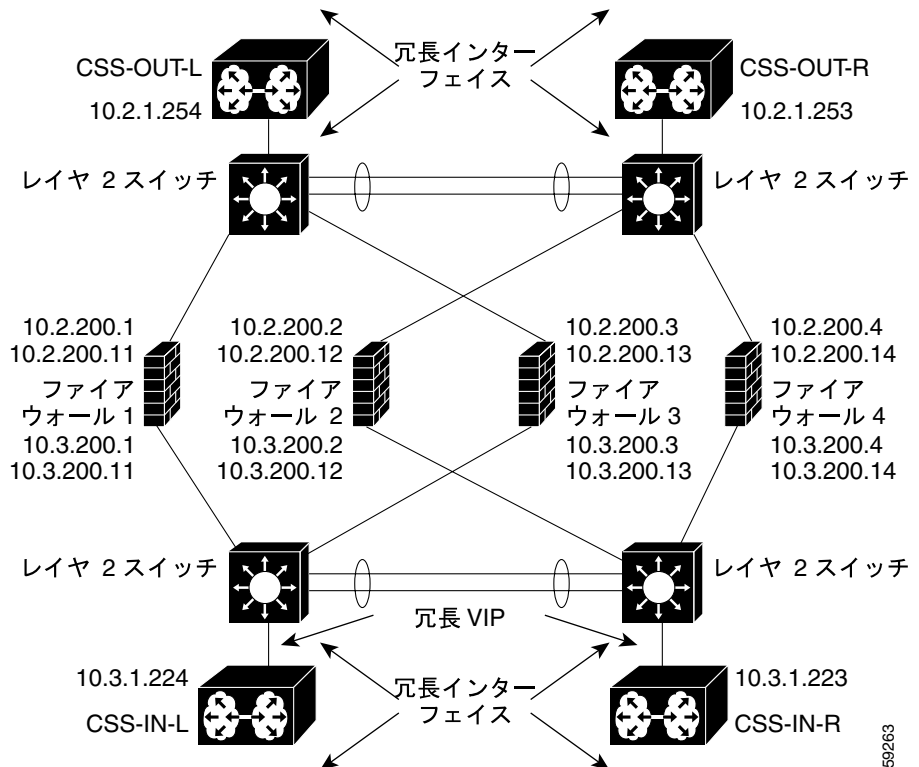 冗長インター
フェイス
CSS-OUT-L
10.2.1.254
CSS-OUT-R
10.2.1.253
レイヤ 2 スイッチ
レイヤ 2 スイッチ
10.2.200.1
10.2.200.11
ファイア
ウォール 1
10.3.200.1
10.3.200.11
10.2.200.2
10.2.200.12
ファイア
ウォール 2
10.3.200.2
10.3.200.12
10.2.200.3
10.2.200.13
ファイア
ウォール 3
10.3.200.3
10.3.200.13
10.2.200.4
10.2.200.14
ファイア
ウォール 4
10.3.200.4
10.3.200.14
レイヤ 2 スイッチ
レイヤ 2 スイッチ
冗長 VIP
10.3.1.224
CSS-IN-L
冗長インター
フェイス
10.3.1.223
CSS-IN-R
59263